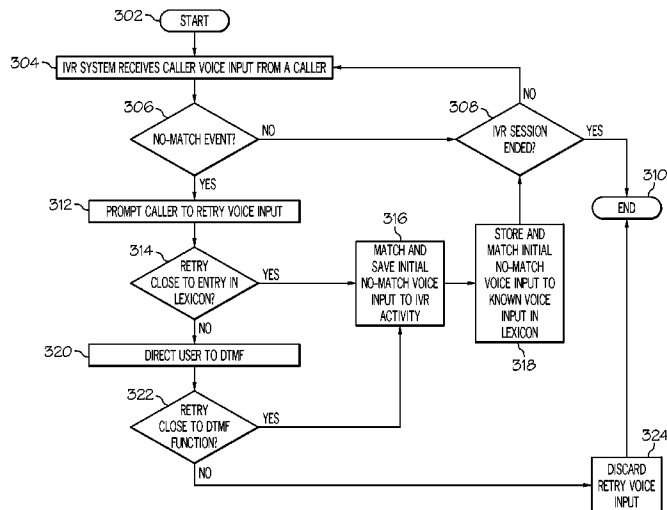 302
START
304
IVR SYSTEM RECEIVES CALLER VOICE INPUT FROM A CALLER
306
NO-MATCH EVENT?
NO
YES
308
IVR SESSION
ENDED?
NO
YES
310
END
312
PROMPT CALLER TO RETRY VOICE INPUT
314
RETRY
CLOSE TO ENTRY IN
LEXICON?
YES
NO
316
MATCH AND
SAVE INITIAL
NO-MATCH VOICE
INPUT TO IVR
ACTIVITY
STORE AND
MATCH INITIAL
NO-MATCH
VOICE INPUT TO
KNOWN VOICE
INPUT IN
LEXICON
318
320
DIRECT USER TO DTMF
322
RETRY
CLOSE TO DTMF
FUNCTION?
YES
NO
324
DISCARD
RETRY VOICE
INPUT